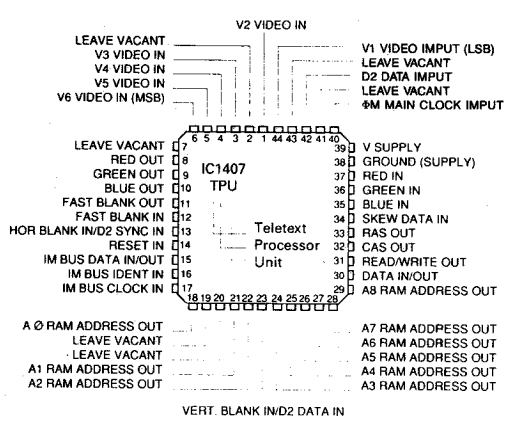 V2 VIDEO IN
LEAVE VACANT
V3 VIDEO IN
V4 VIDEO IN
V5 VIDEO IN
V6 VIDEO IN (MSB)
V1 VIDEO IMPUT (LSB)
LEAVE VACANT
D2 DATA IMPUT
LEAVE VACANT
ΦM MAIN CLOCK IMPUT
6 5 4 3 2 1 44 43 42 41 40
LEAVE VACANT 7
RED OUT 8
GREEN OUT 9
BLUE OUT 10
FAST BLANK OUT 11
FAST BLANK IN 12
HOR BLANK IN/D2 SYNC IN 13
RESET IN 14
IM BUS DATA IN/OUT 15
IM BUS IDENT IN 16
IM BUS CLOCK IN 17
IC1407
TPU
Teletext
Processor
Unit
39 V SUPPLY
38 GROUND (SUPPLY)
37 RED IN
36 GREEN IN
35 BLUE IN
34 SKEW DATA IN
33 RAS OUT
32 CAS OUT
31 READ/WRITE OUT
30 DATA IN/OUT
29 A8 RAM ADDRESS OUT
18 19 20 21 22 23 24 25 26 27 28
A Ø RAM ADDRESS OUT
LEAVE VACANT
LEAVE VACANT
A1 RAM ADDRESS OUT
A2 RAM ADDRESS OUT
A7 RAM ADDRESS OUT
A6 RAM ADDRESS OUT
A5 RAM ADDRESS OUT
A4 RAM ADDRESS OUT
A3 RAM ADDRESS OUT
VERT. BLANK IN/D2 DATA IN